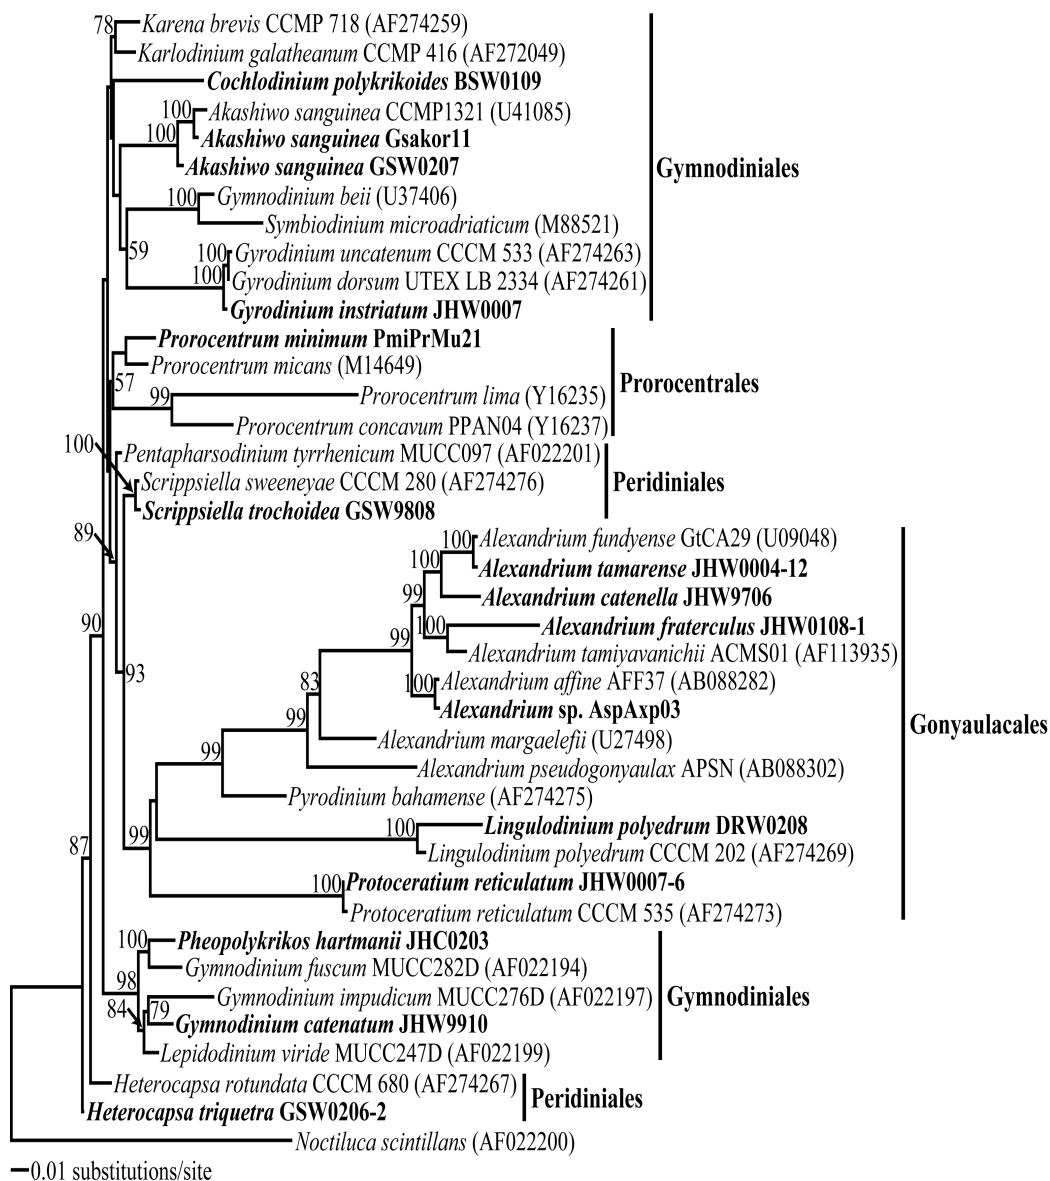 78 Karena brevis CCMP 718 (AF274259)
Karlodinium galatheanum CCMP 416 (AF272049)
Cochlodinium polykrikoides BSW0109
100 Akashiwo sanguinea CCMP1321 (U41085)
100 Akashiwo sanguinea Gsakor11
Akashiwo sanguinea GSW0207
Gymnodiniales
100 Gymnodinium beii (U37406)
Symbiodinium microadriaticum (M88521)
59 100 Gyrodinium uncatenum CCCM 533 (AF274263)
100 Gyrodinium dorsum UTEX LB 2334 (AF274261)
Gyrodinium instriatum JHW0007
Prorocentrum minimum PmiPrMu21
Prorocentrum micans (M14649)
57
Prorocentrales
99 Prorocentrum lima (Y16235)
Prorocentrum concavum PPAN04 (Y16237)
100
Pentapharsodinium tyrrhenicum MUCC097 (AF022201)
Scrippsiella sweeneyae CCCM 280 (AF274276)
Peridiniales
Scrippsiella trochoidea GSW9808
89
100 Alexandrium fundyense GtCA29 (U09048)
100 Alexandrium tamarense JHW0004-12
99 Alexandrium catenella JHW9706
90
100 Alexandrium fraterculus JHW0108-1
99 Alexandrium tamiyavanichii ACMS01 (AF113935)
93
83 100 Alexandrium affine AFF37 (AB088282)
Alexandrium sp. AspAxp03
99
Gonyaulacales
Alexandrium margaelefii (U27498)
99
Alexandrium pseudogonyaulax APSN (AB088302)
Pyrodinium bahamense (AF274275)
100 Lingulodinium polyedrum DRW0208
87 99
Lingulodinium polyedrum CCCM 202 (AF274269)
100 Protoceratium reticulatum JHW0007-6
Protoceratium reticulatum CCCM 535 (AF274273)
100 Pheopolykrikos hartmanii JHC0203
Gymnodinium fuscum MUCC282D (AF022194)
98
Gymnodinium impudicum MUCC276D (AF022197)
Gymnodiniales
84 79
Gymnodinium catenatum JHW9910
Lepidodinium viride MUCC247D (AF022199)
Heterocapsa rotundata CCCM 680 (AF274267)
Peridiniales
Heterocapsa triquetra GSW0206-2
Noctiluca scintillans (AF022200)
0.01 substitutions/site